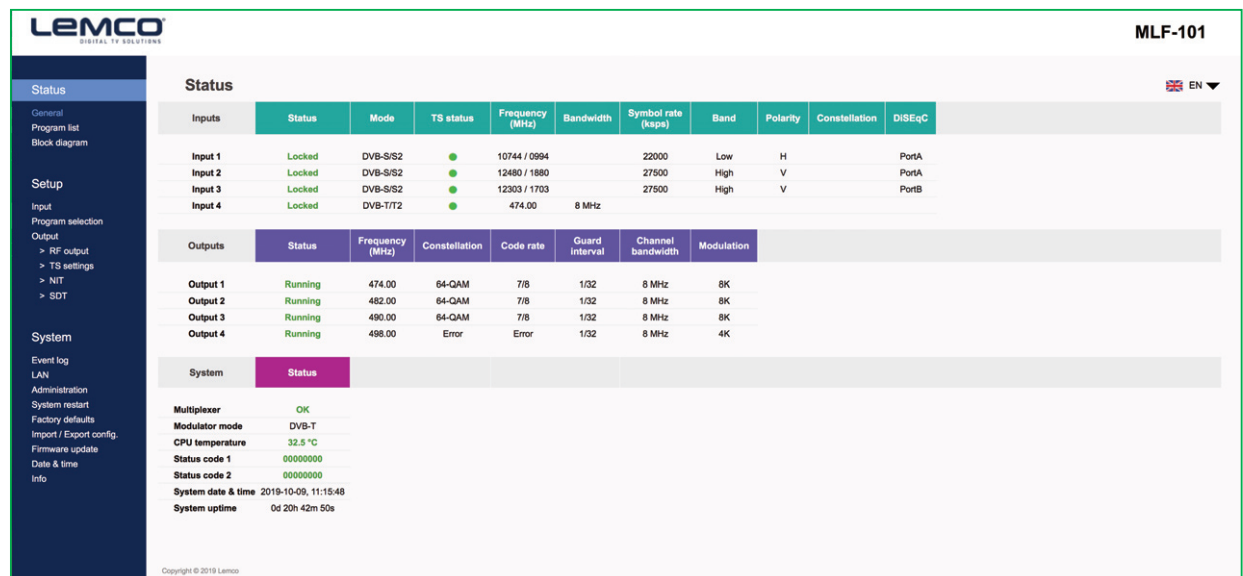 LEMCO
DIGITAL TV SOLUTIONS
MLF-101
Status
General
Program list
Block diagram
Setup
Input
Program selection
Output
> RF output
> TS settings
> NIT
> SDT
System
Event log
LAN
Administration
System restart
Factory defaults
Import / Export config.
Firmware update
Date & time
Info
Status
EN
Inputs Status Mode TS status Frequency (MHz) Bandwidth Symbol rate (ksps) Band Polarity Constellation DiSEqC
Input 1 Locked DVB-S/S2 10744 / 0994 22000 Low H PortA
Input 2 Locked DVB-S/S2 12480 / 1880 27500 High V PortA
Input 3 Locked DVB-S/S2 12303 / 1703 27500 High V PortB
Input 4 Locked DVB-T/T2 474.00 8 MHz
Outputs Status Frequency (MHz) Constellation Code rate Guard interval Channel bandwidth Modulation
Output 1 Running 474.00 64-QAM 7/8 1/32 8 MHz 8K
Output 2 Running 482.00 64-QAM 7/8 1/32 8 MHz 8K
Output 3 Running 490.00 64-QAM 7/8 1/32 8 MHz 8K
Output 4 Running 498.00 Error Error 1/32 8 MHz 4K
System Status
Multiplexer OK
Modulator mode DVB-T
CPU temperature 32.5 °C
Status code 1 00000000
Status code 2 00000000
System date & time 2019-10-09, 11:15:48
System uptime 0d 20h 42m 50s
Copyright © 2019 Lemco